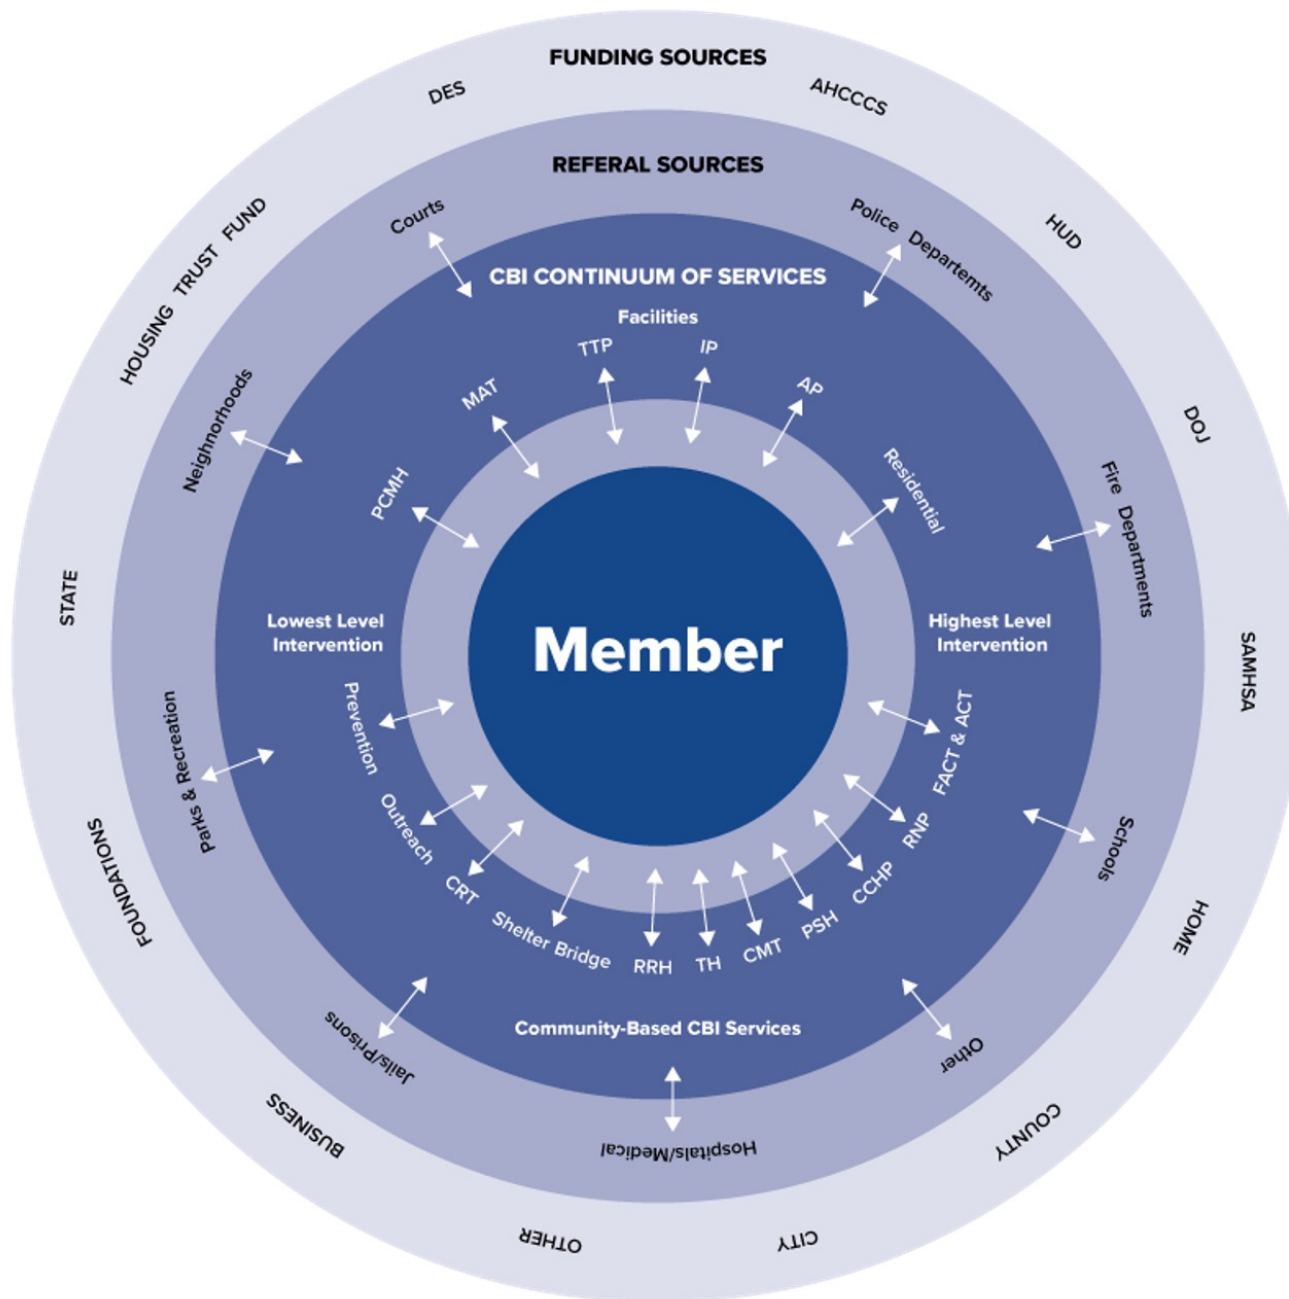 FUNDING SOURCES
DES
AHCCCS
HUD
DOJ
SAMHSA
HOME
COUNTY
CITY
OTHER
BUSINESS
FOUNDATIONS
STATE
HOUSING TRUST FUND
REFERAL SOURCES
Courts
Police Departemts
Fire Departments
Schools
Other
Hospitals/Medical
Jails/Prisons
Parks & Recreation
Neighnorhoods
CBI CONTINUUM OF SERVICES
Facilities
PCMH
MAT
TTP
IP
AP
Residential
Lowest Level
Intervention
Highest Level
Intervention
Member
Prevention
Outreach
CRT
Shelter Bridge
RRH
TH
CMT
PSH
CCHP
RNP
FACT & ACT
Community-Based CBI Services